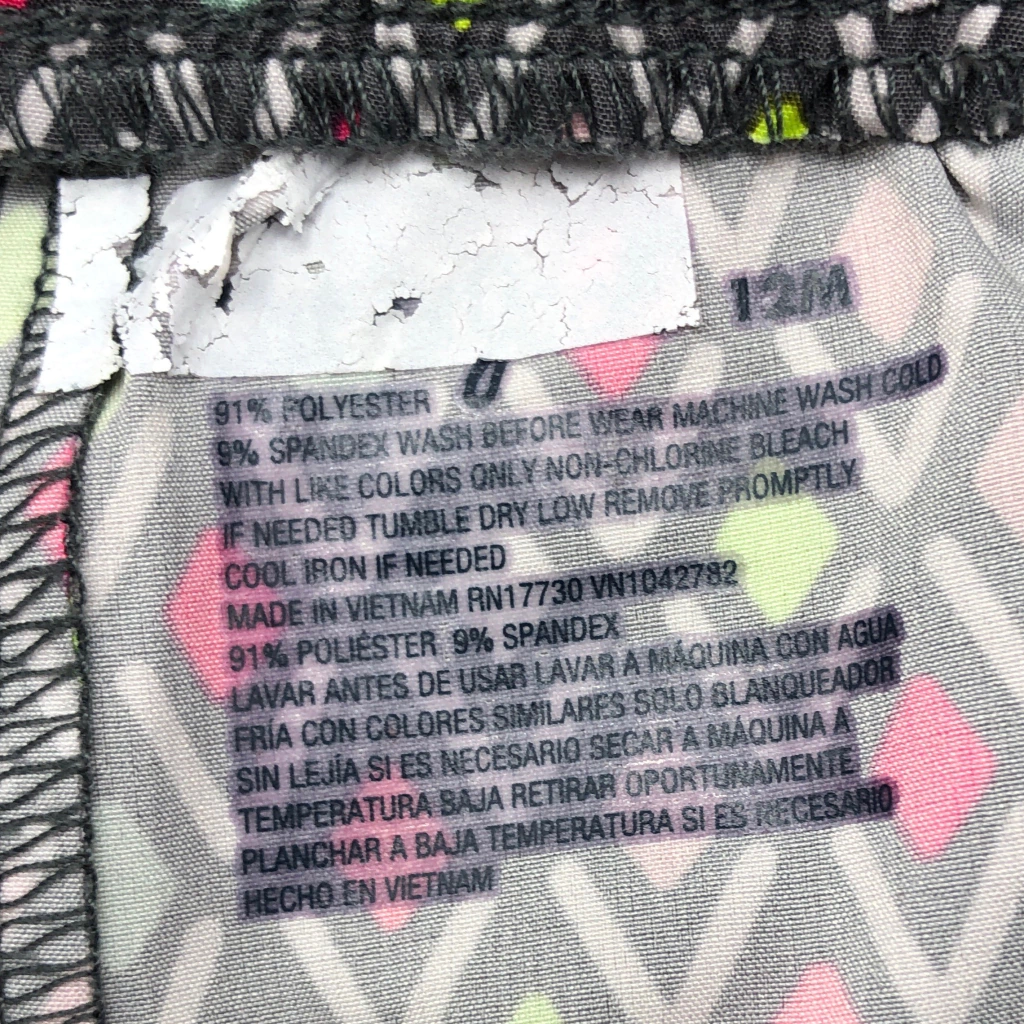 12M
91% POLYESTER
9% SPANDEX WASH BEFORE WEAR MACHINE WASH COLD
WITH LIKE COLORS ONLY NON-CHLORINE BLEACH
IF NEEDED TUMBLE DRY LOW REMOVE PROMPTLY
COOL IRON IF NEEDED
MADE IN VIETNAM RN17730 VN1042782
91% POLIÉSTER 9% SPANDEX
LAVAR ANTES DE USAR LAVAR A MÁQUINA CON AGUA
FRÍA CON COLORES SIMILARES SOLO BLANQUEADOR
SIN LEJÍA SI ES NECESARIO SECAR A MÁQUINA A
TEMPERATURA BAJA RETIRAR OPORTUNAMENTE
PLANCHAR A BAJA TEMPERATURA SI ES NECESARIO
HECHO EN VIETNAM